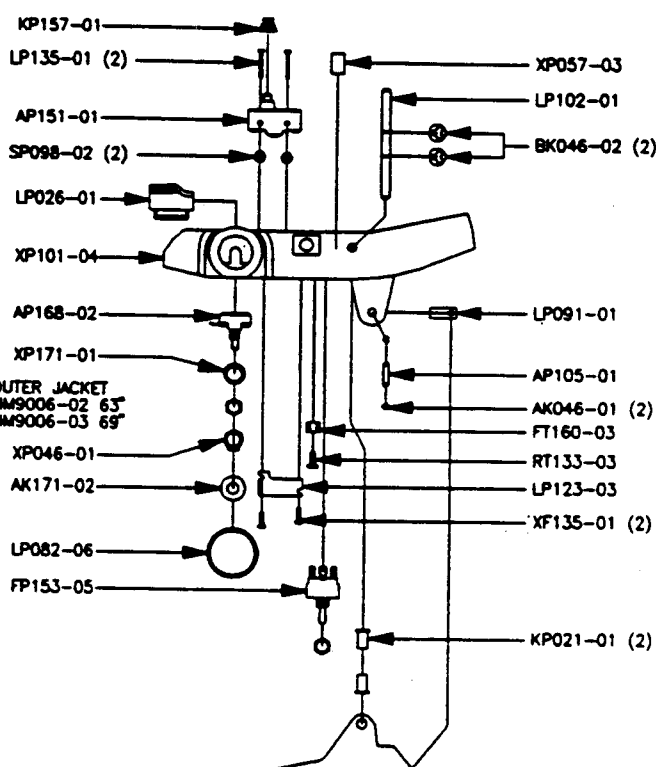 KP157-01
LP135-01 (2)
AP151-01
SP098-02 (2)
LP026-01
XP101-04
AP168-02
XP171-01
OUTER JACKET
HM9006-02 63"
HM9006-03 69"
XP046-01
AK171-02
LP082-06
FP153-05
XP057-03
LP102-01
BK046-02 (2)
LP091-01
AP105-01
AK046-01 (2)
FT160-03
RT133-03
LP123-03
XF135-01 (2)
KP021-01 (2)